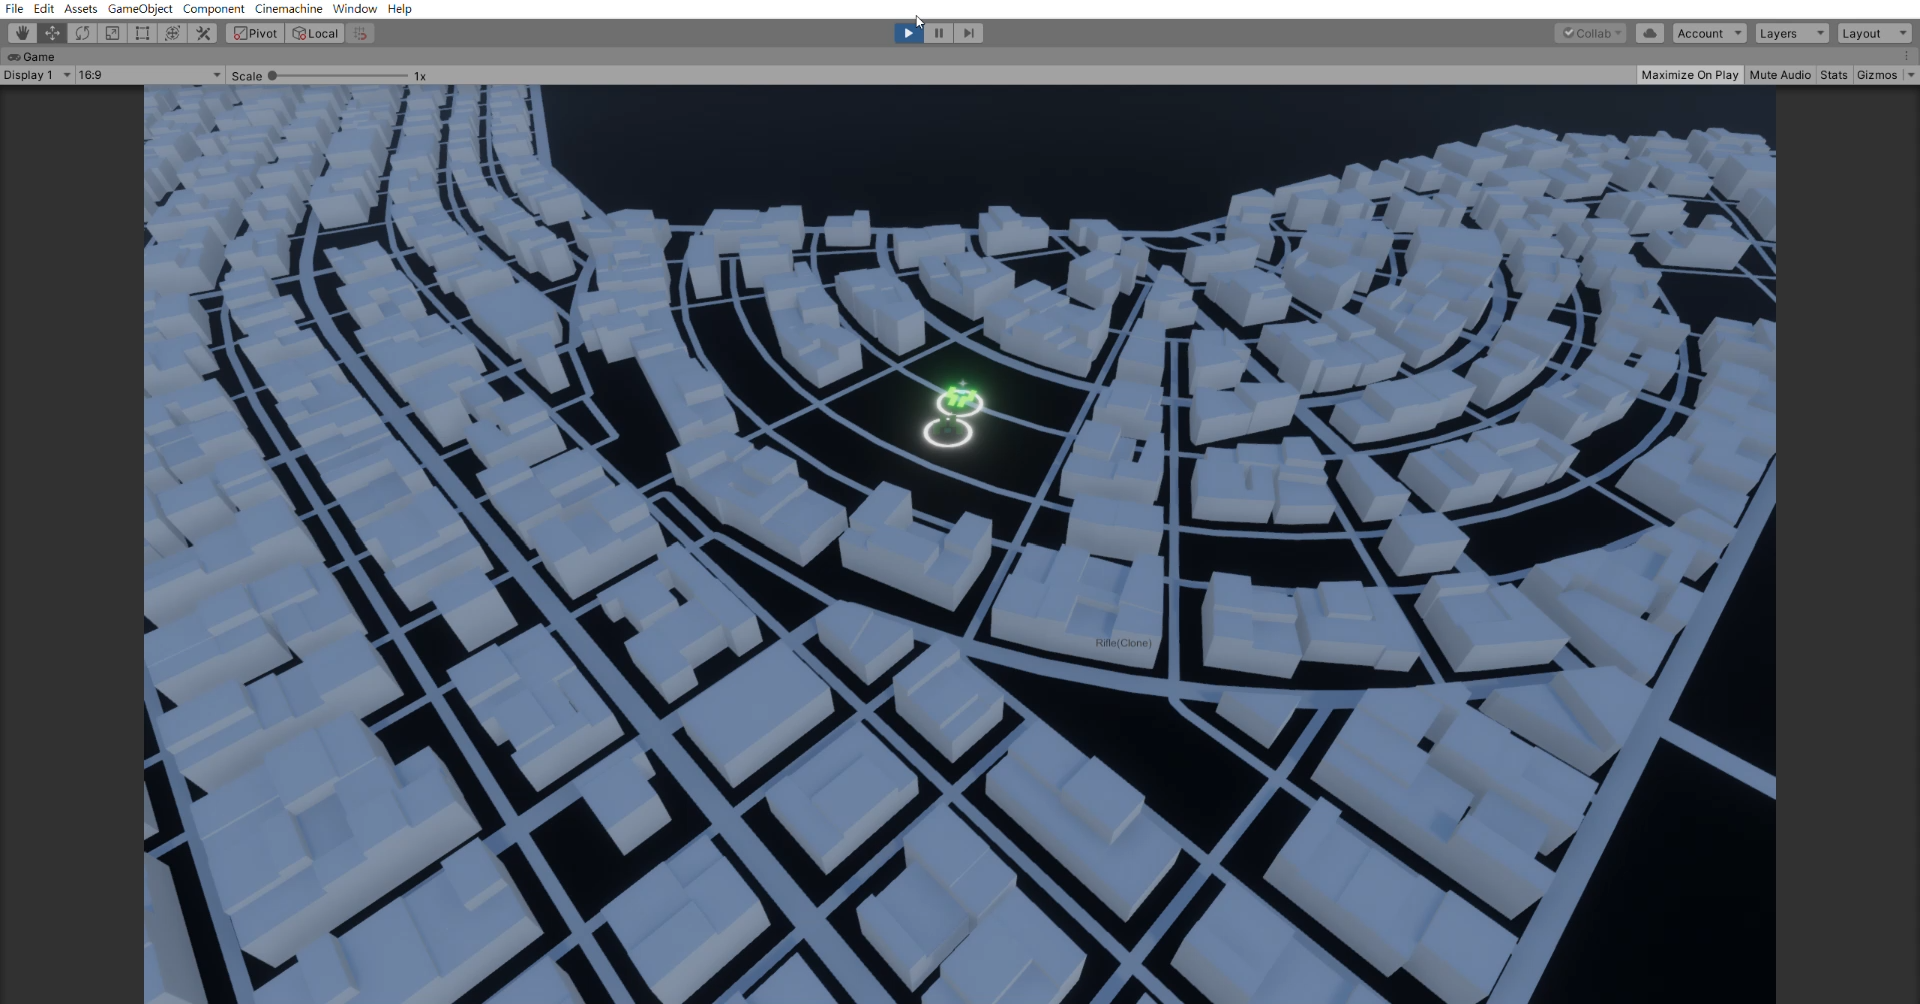 File Edit Assets GameObject Component Cinemachine Window Help
Pivot Local Collab Account Layers Layout
Game
Display 1 16:9 Scale 1x Maximize On Play Mute Audio Stats Gizmos
Rifle(Clone)